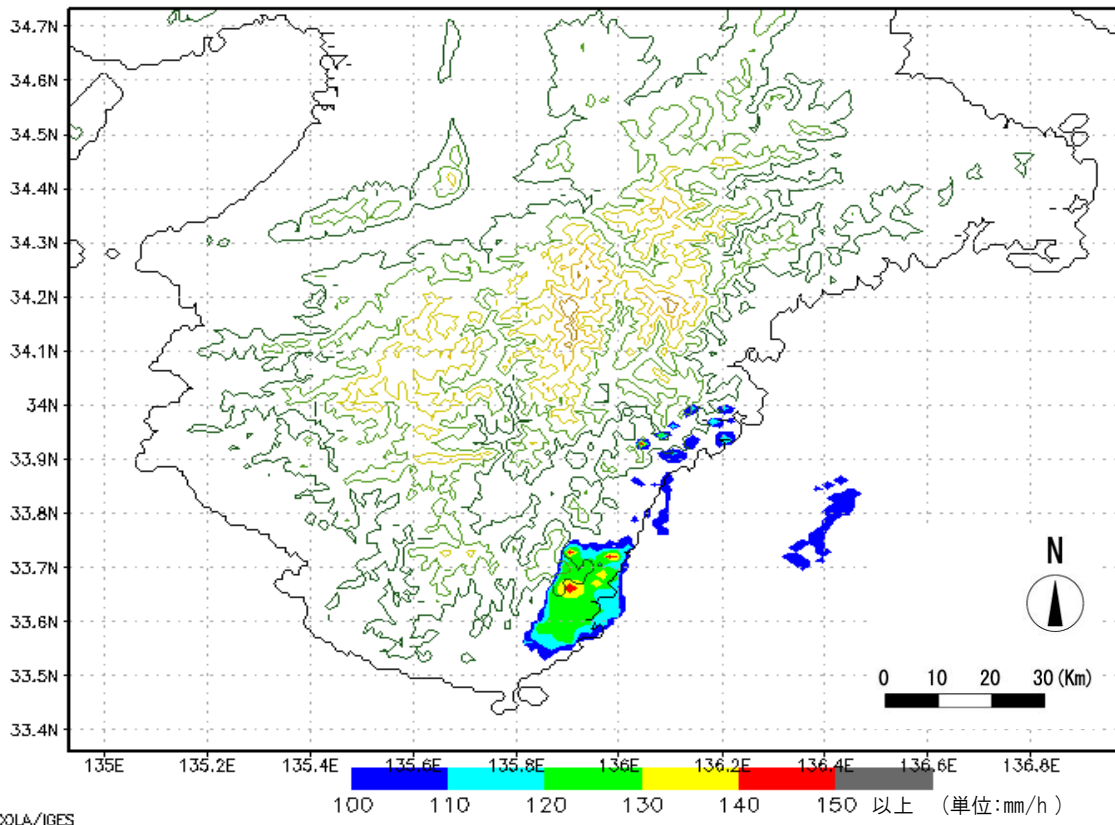 34.7N
34.6N
34.5N
34.4N
34.3N
34.2N
34.1N
34N
33.9N
33.8N
33.7N
33.6N
33.5N
33.4N
N
0 10 20 30 (Km)
135E 135.2E 135.4E 135.6E 135.8E 136E 136.2E 136.4E 136.6E 136.8E
100 110 120 130 140 150 以上 (単位:mm/h)
COLA/IGES